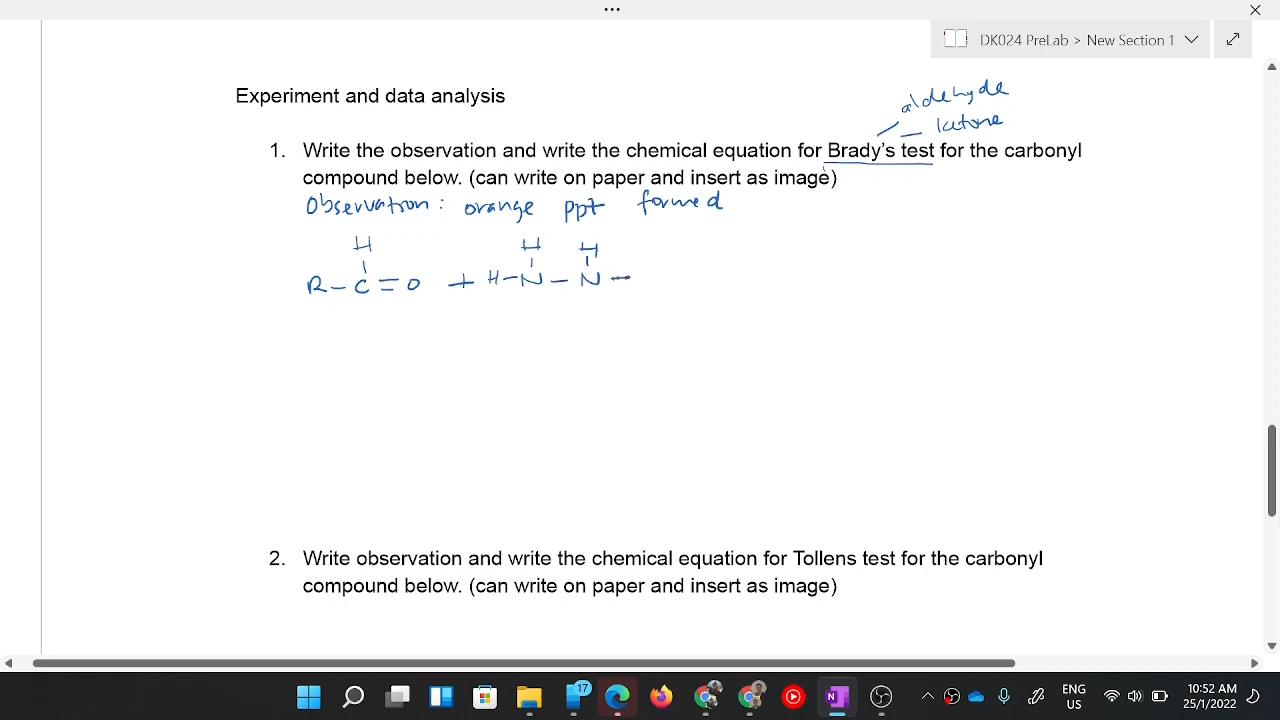 DK024 PreLab > New Section 1
Experiment and data analysis
aldehyde
ketone
1. Write the observation and write the chemical equation for Brady's test for the carbonyl
compound below. (can write on paper and insert as image)
Observation : orange ppt formed
H H H
R - C = O + H - N - N -
2. Write observation and write the chemical equation for Tollens test for the carbonyl
compound below. (can write on paper and insert as image)
17
ENG
US
10:52 AM
25/1/2022